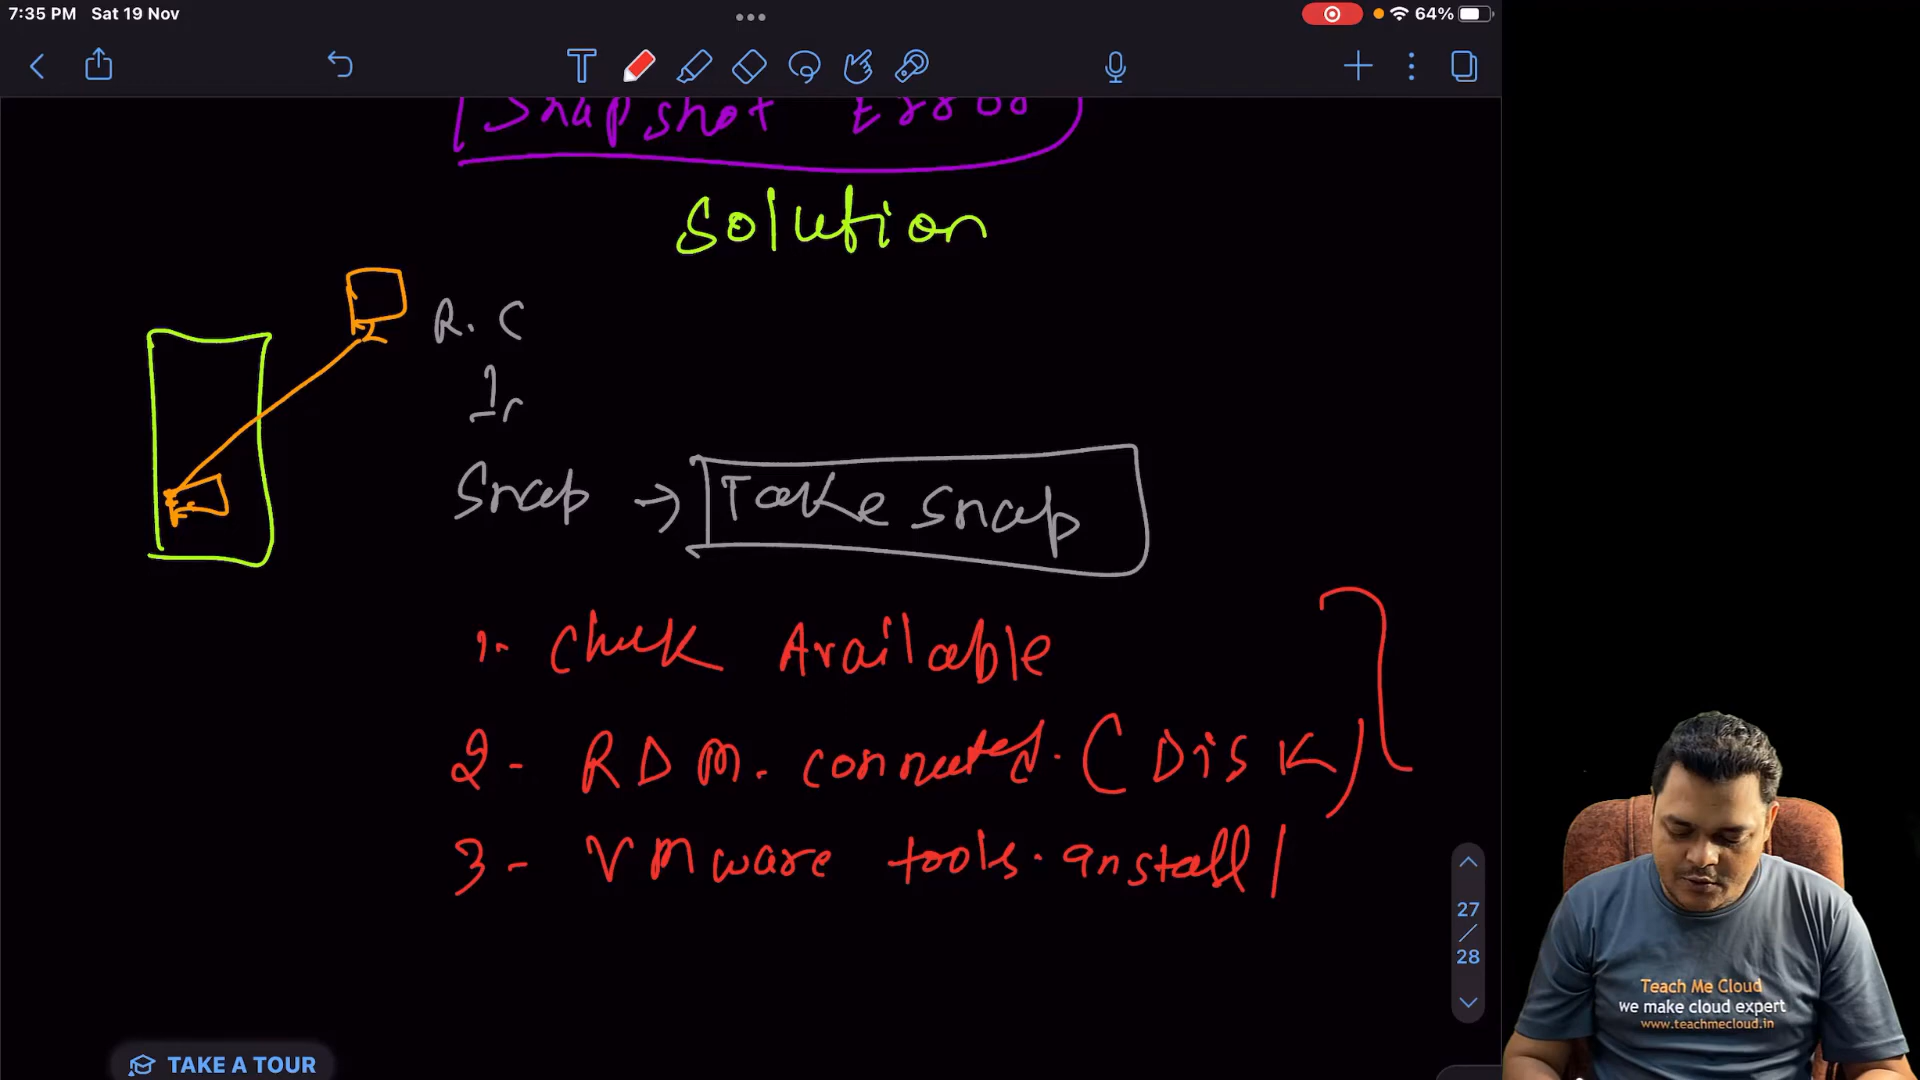 7:35 PM Sat 19 Nov
64%
Snapshot Error
Solution
R. C
Snap → Take Snap
1- Check Available
2- RDM. connected. (Disk)
3- VMware tools. install
27
/
28
TAKE A TOUR
Teach Me Cloud
we make cloud expert
www.teachmecloud.in